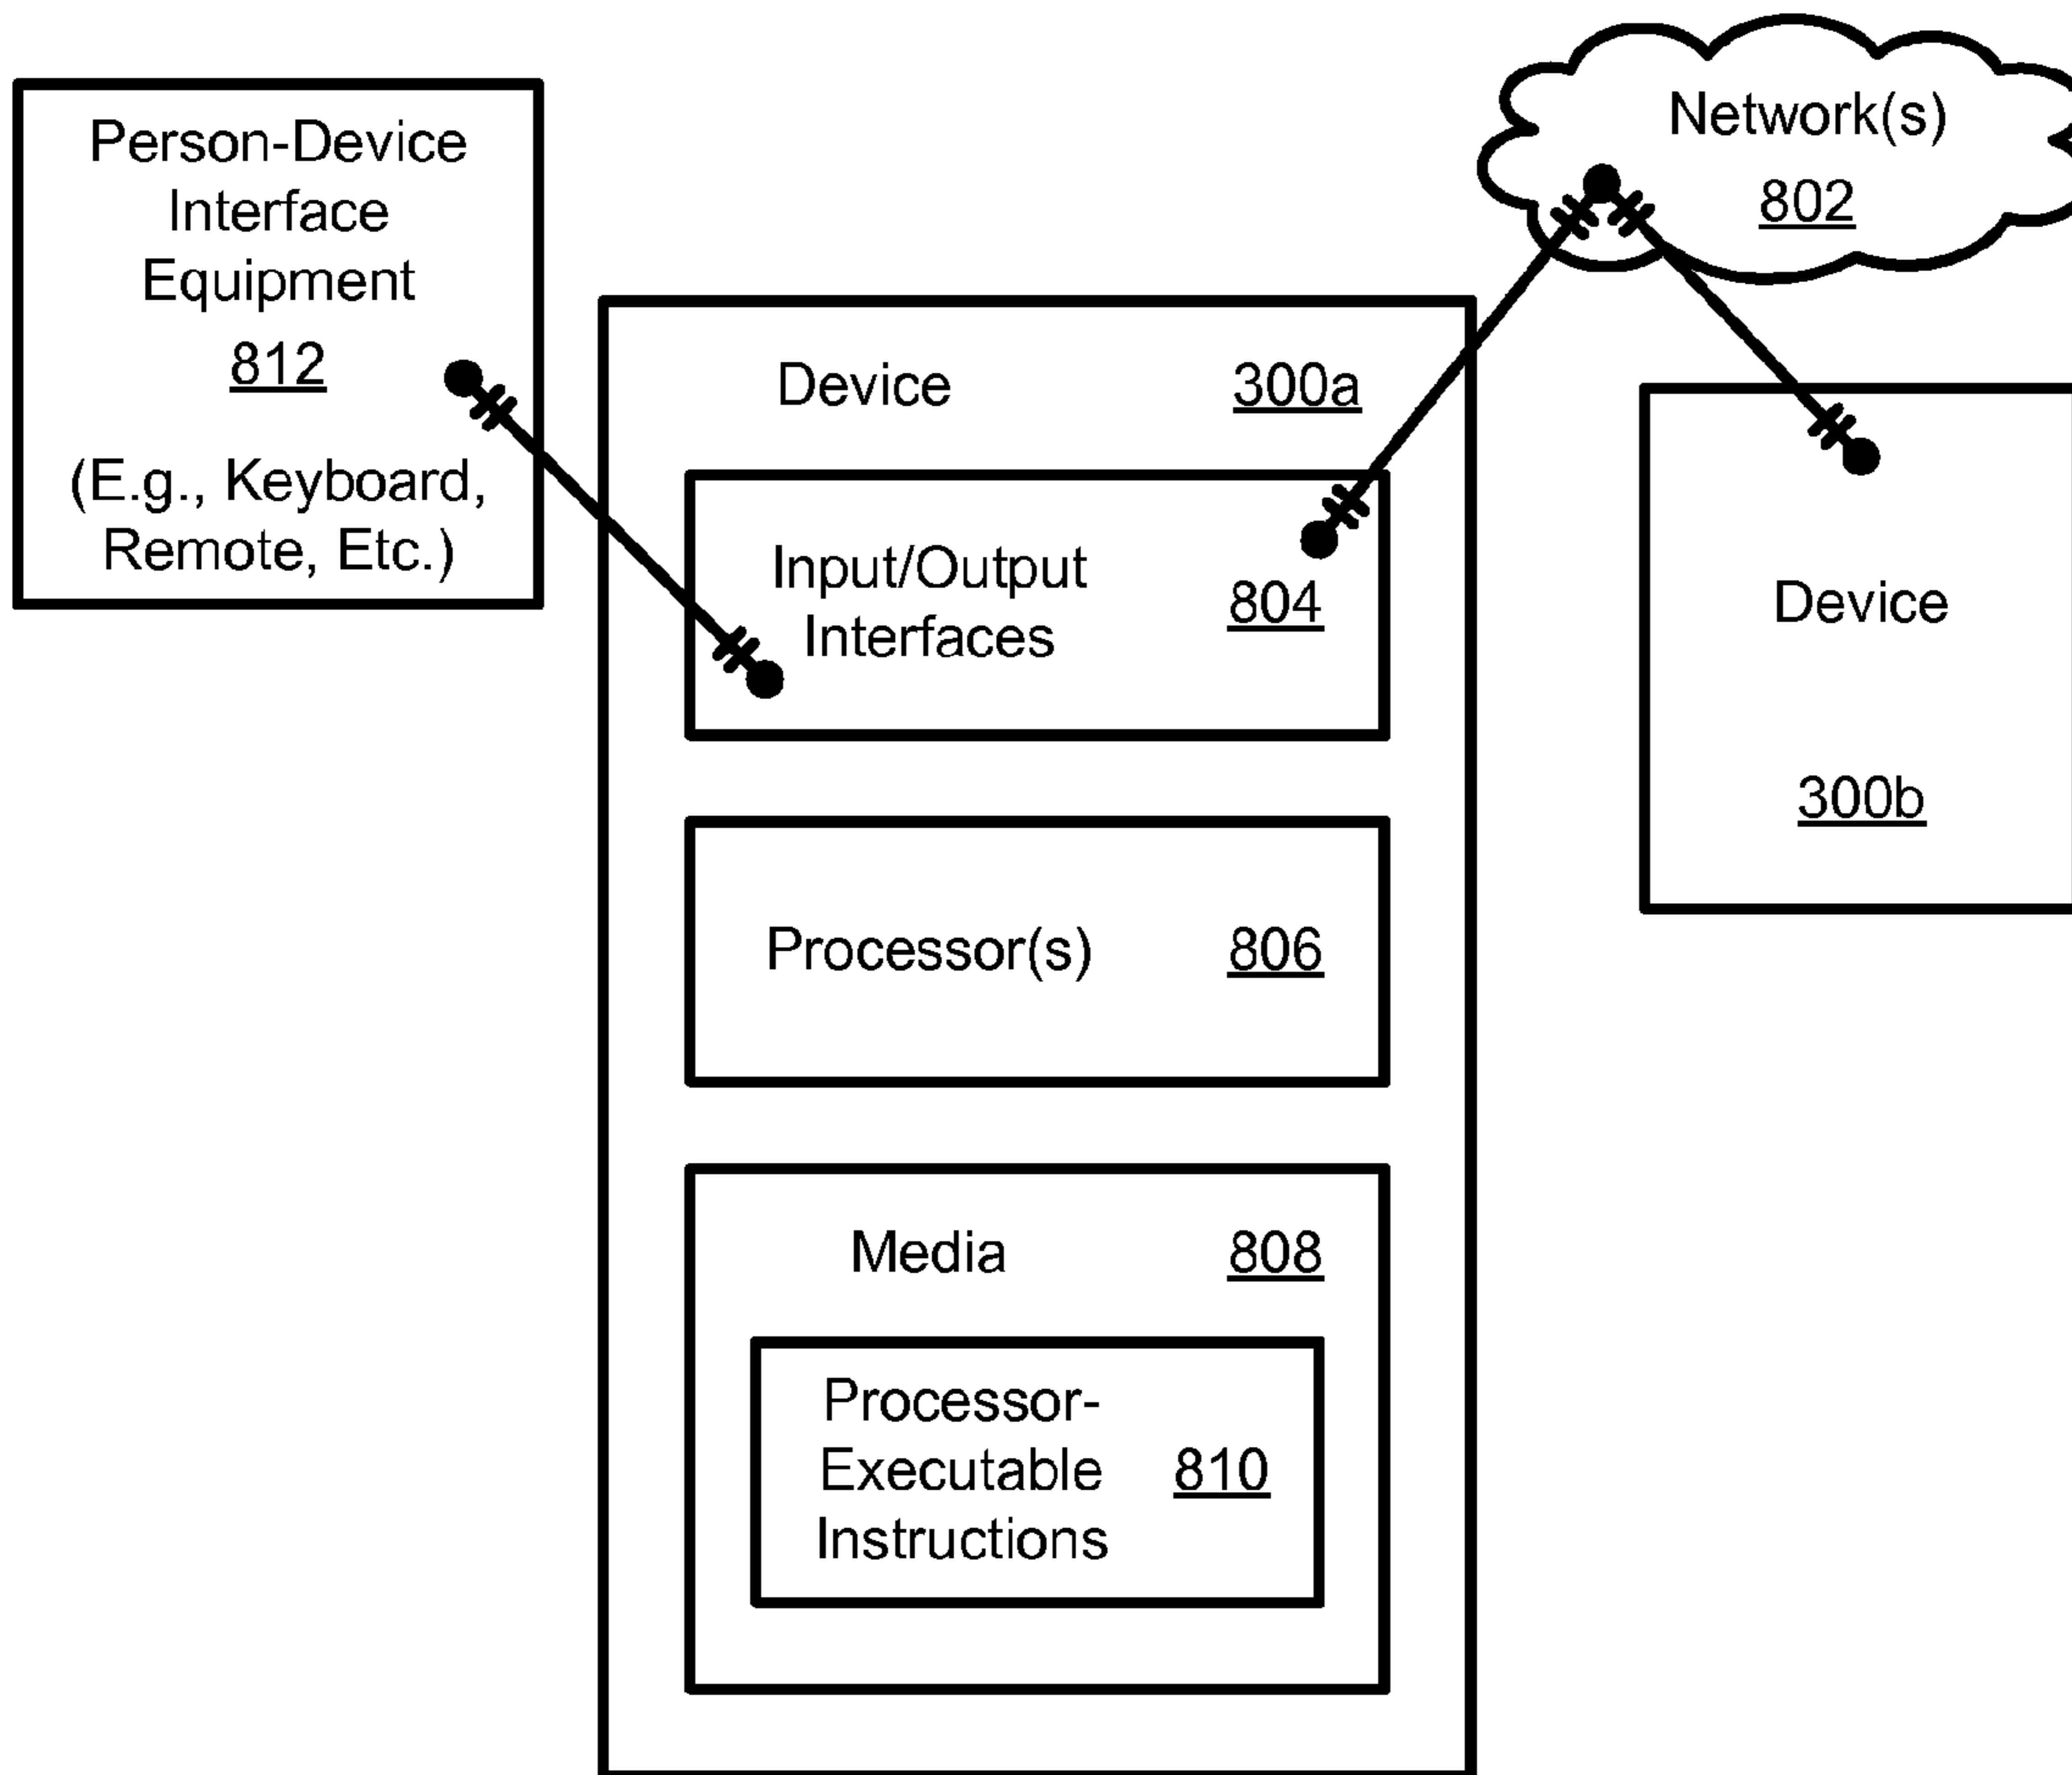 Person-Device
Interface
Equipment
812
(E.g., Keyboard,
Remote, Etc.)
Network(s)
802
Device 300a
Input/Output
Interfaces
804
Device
300b
Processor(s) 806
Media 808
Processor-
Executable
Instructions
810